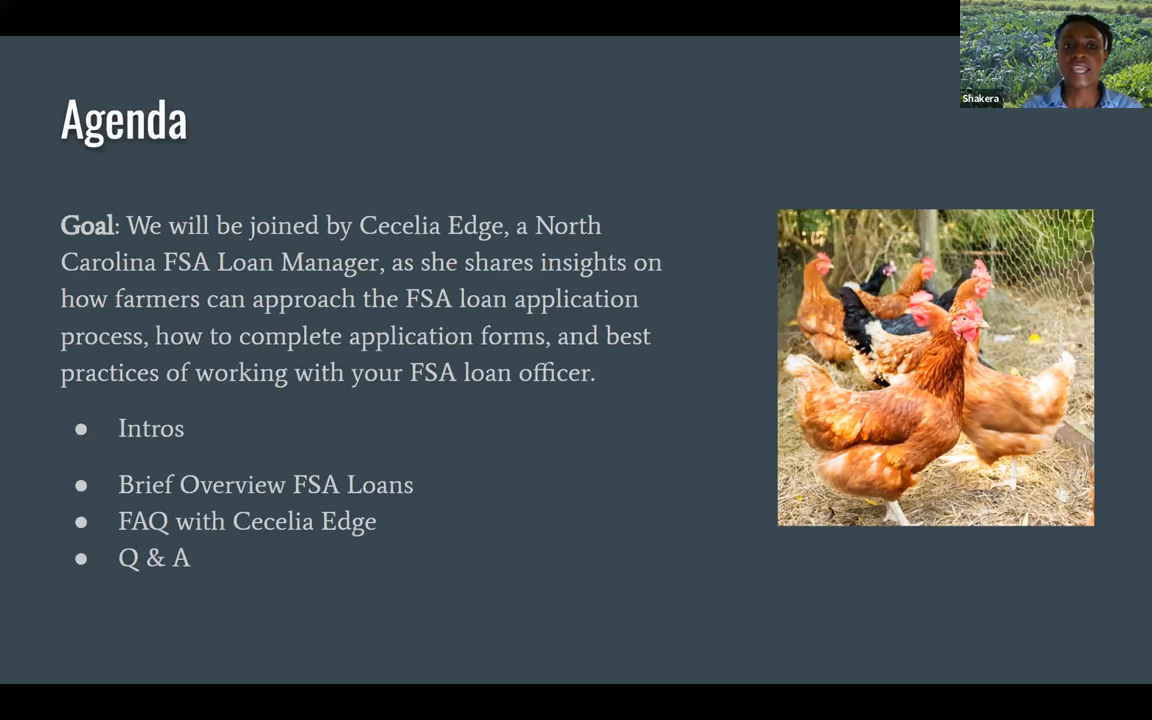 Agenda
Shakera
Goal: We will be joined by Cecelia Edge, a North
Carolina FSA Loan Manager, as she shares insights on
how farmers can approach the FSA loan application
process, how to complete application forms, and best
practices of working with your FSA loan officer.
● Intros
● Brief Overview FSA Loans
● FAQ with Cecelia Edge
● Q & A